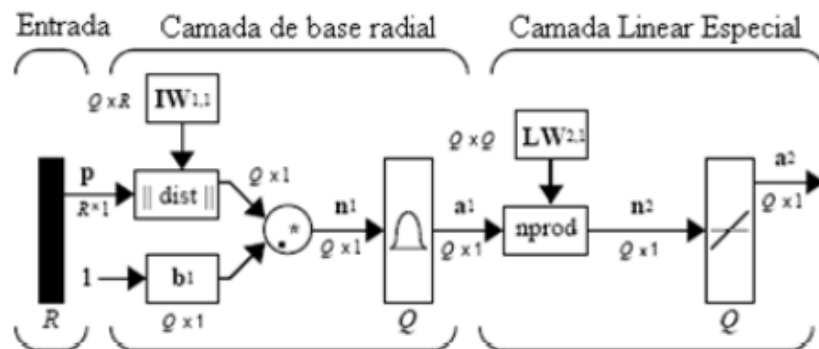 Entrada
Camada de base radial
Camada Linear Especial
Q x R
IW1,1
Q x Q
LW2,1
p
R×1
|| dist ||
Q x 1
.*
n1
Q x 1
a1
Q x 1
nprod
n2
Q x 1
a2
Q x 1
1
b1
Q x 1
R
Q
Q